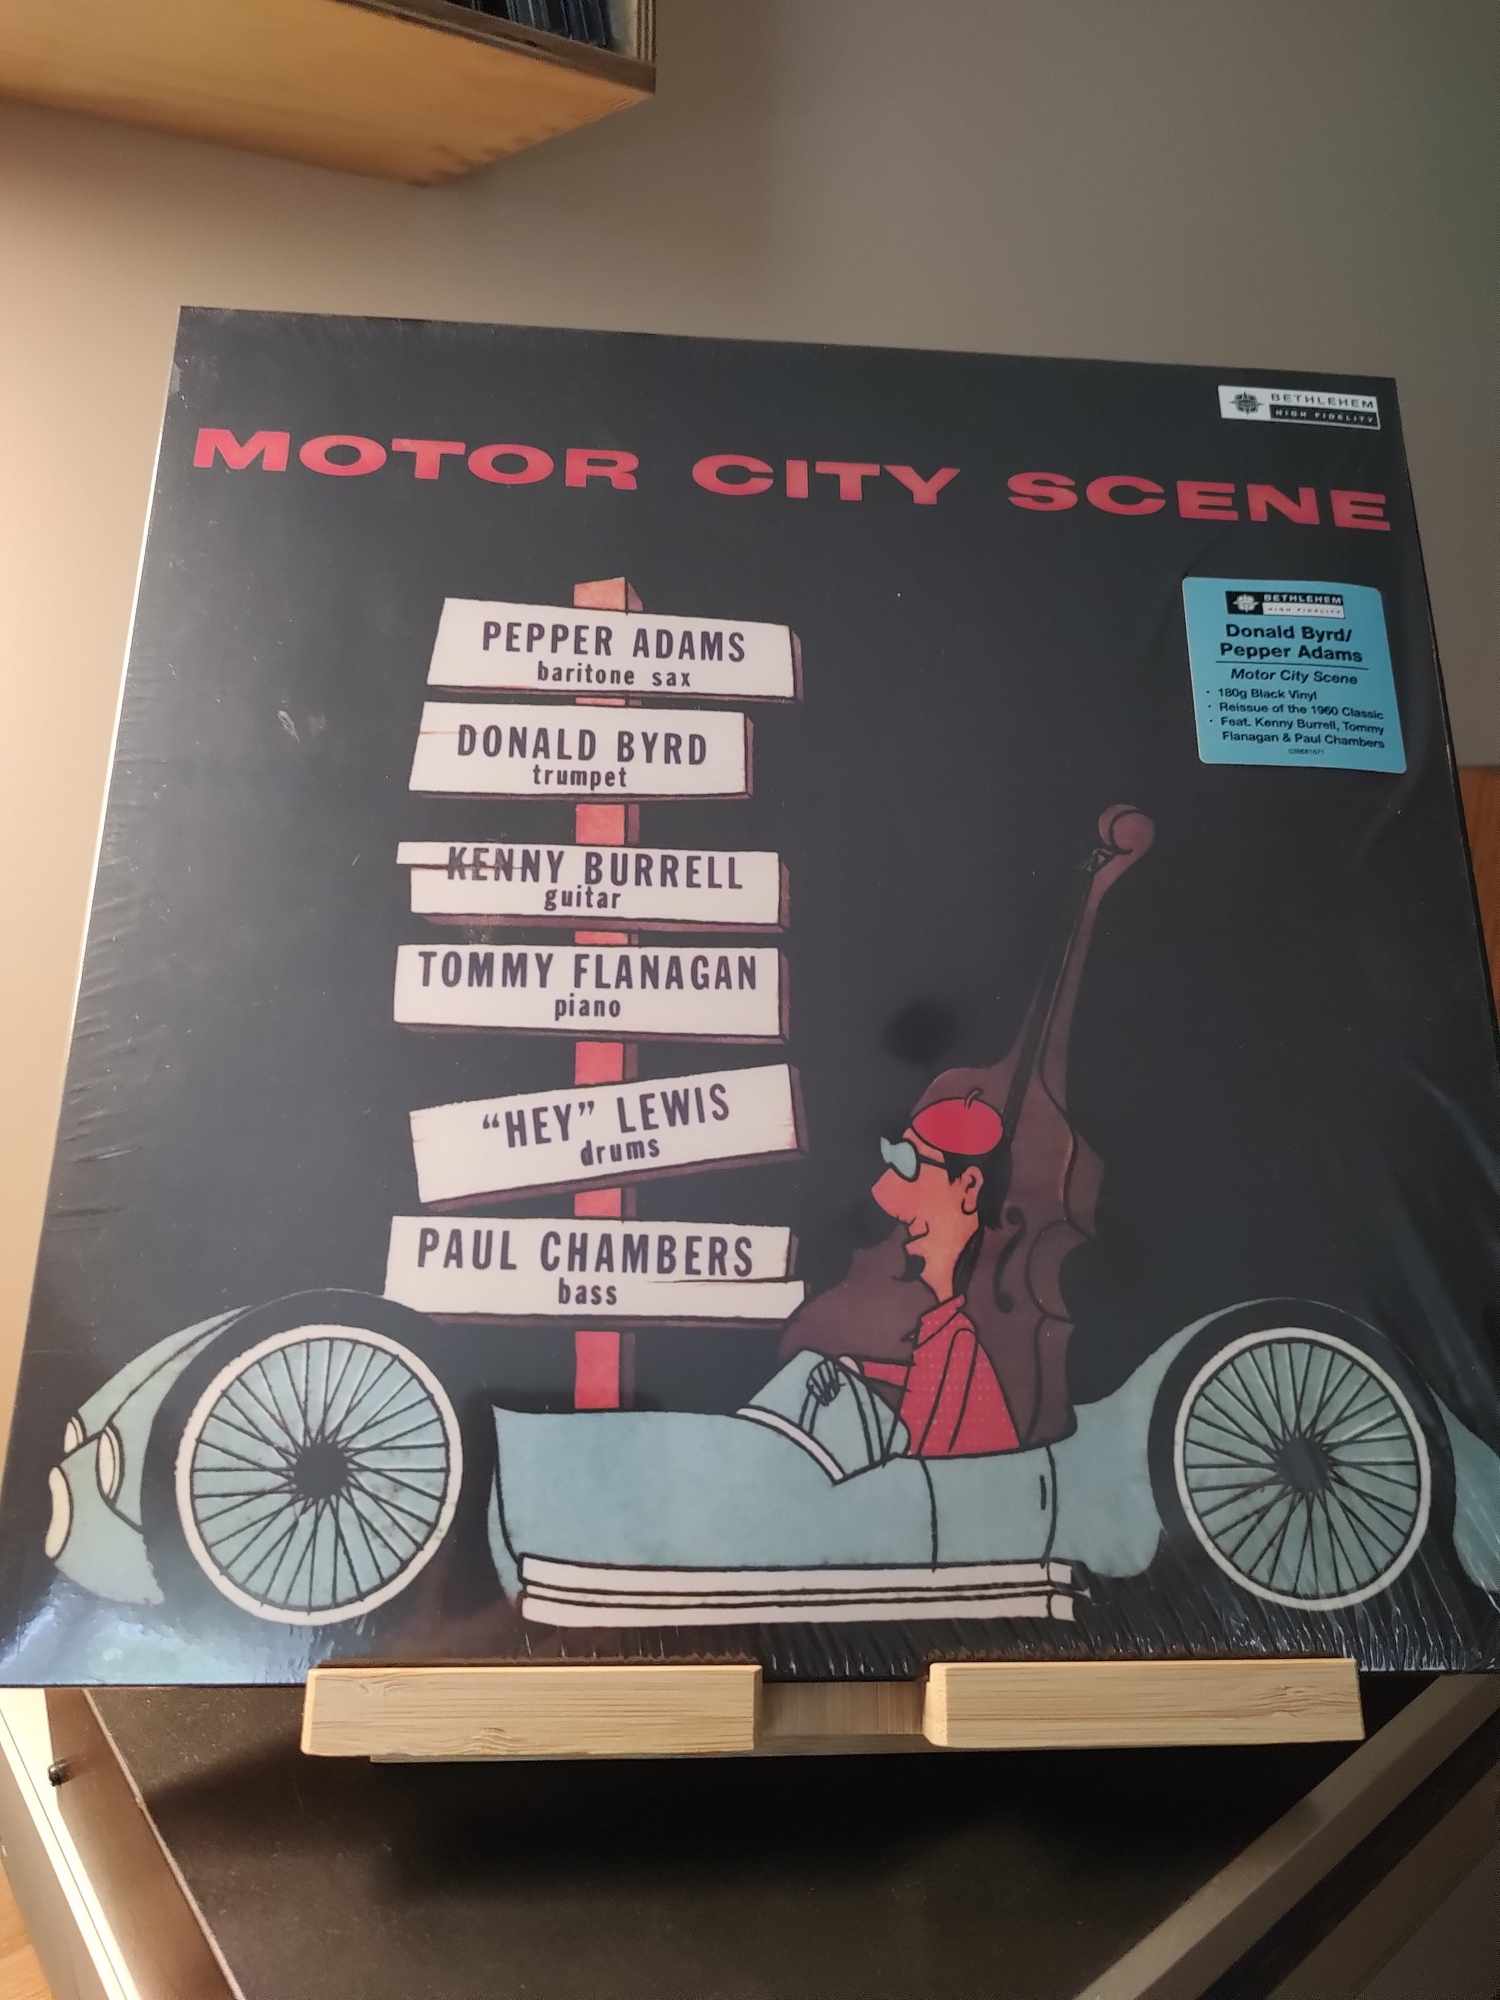 BETHLEHEM
HIGH FIDELITY
MOTOR CITY SCENE
BETHLEHEM
HIGH FIDELITY
Donald Byrd/
Pepper Adams
Motor City Scene
· 180g Black Vinyl
· Reissue of the 1960 Classic
· Feat. Kenny Burrell, Tommy
Flanagan & Paul Chambers
PEPPER ADAMS
baritone sax
DONALD BYRD
trumpet
KENNY BURRELL
guitar
TOMMY FLANAGAN
piano
"HEY" LEWIS
drums
PAUL CHAMBERS
bass